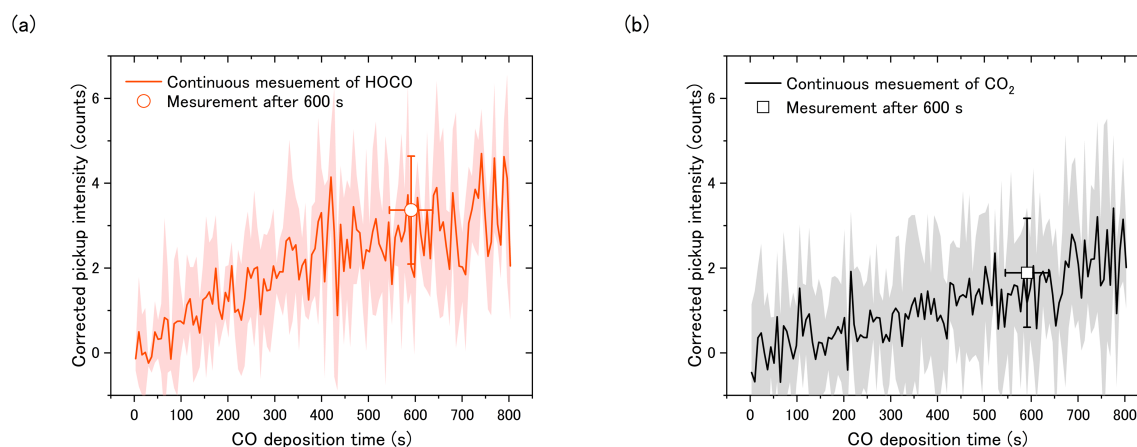 (a)
Continuous mesuement of HOCO
Mesurement after 600 s
Corrected pickup intensity (counts)
6
4
2
0
0 100 200 300 400 500 600 700 800
CO deposition time (s)
(b)
Continuous mesuement of CO₂
Mesurement after 600 s
Corrected pickup intensity (counts)
6
4
2
0
0 100 200 300 400 500 600 700 800
CO deposition time (s)